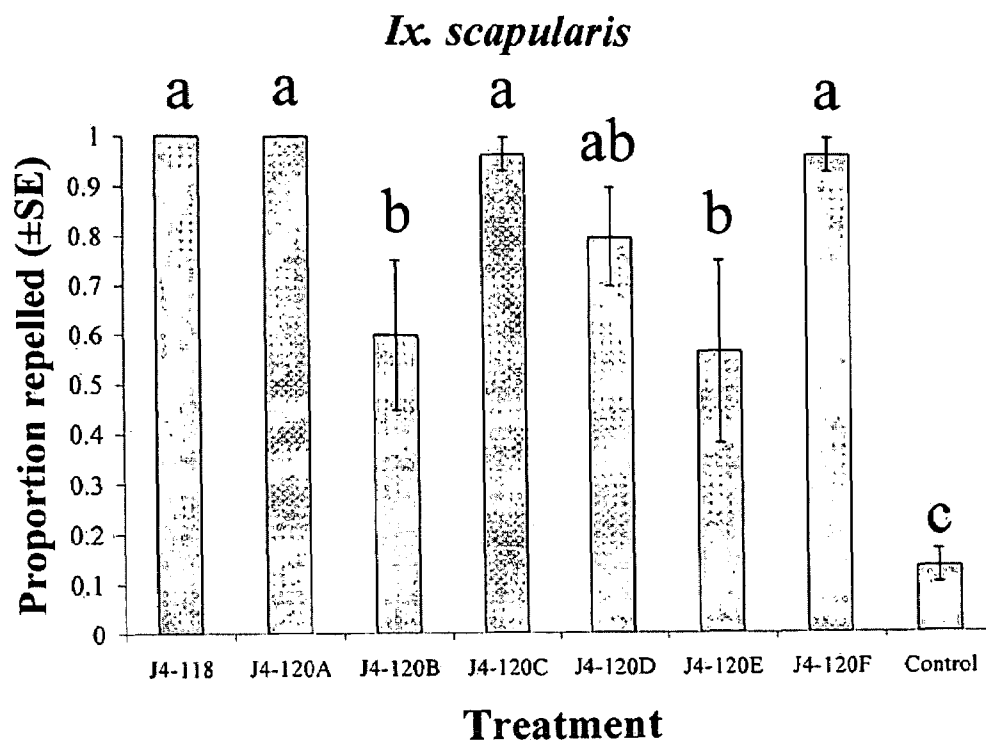 Ix. scapularis
a a b a ab b a c
Proportion repelled (±SE)
1
0.9
0.8
0.7
0.6
0.5
0.4
0.3
0.2
0.1
0
J4-118 J4-120A J4-120B J4-120C J4-120D J4-120E J4-120F Control
Treatment